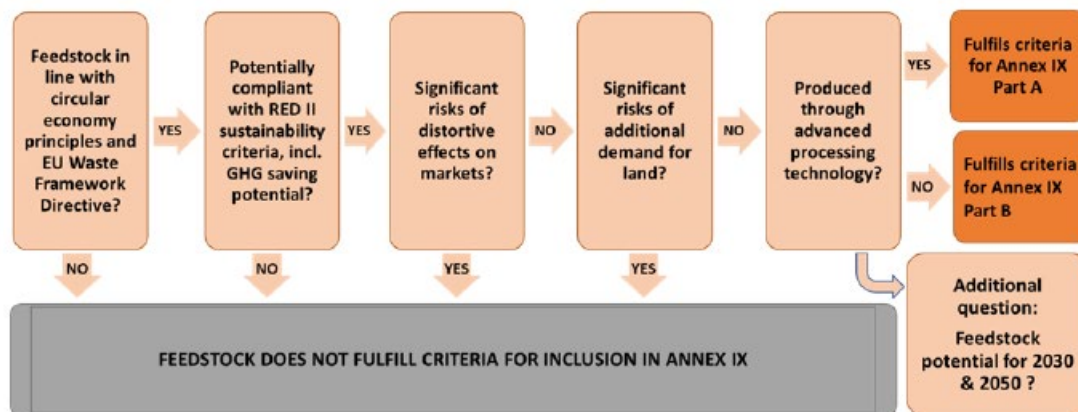 Feedstock in
line with
circular
economy
principles and
EU Waste
Framework
Directive?
YES
Potentially
compliant
with RED II
sustainability
criteria, incl.
GHG saving
potential?
YES
Significant
risks of
distortive
effects on
markets?
NO
Significant
risks of
additional
demand for
land?
NO
Produced
through
advanced
processing
technology?
YES
Fulfils criteria
for Annex IX
Part A
NO
Fulfills criteria
for Annex IX
Part B
NO
NO
YES
YES
FEEDSTOCK DOES NOT FULFILL CRITERIA FOR INCLUSION IN ANNEX IX
Additional
question:
Feedstock
potential for 2030
& 2050 ?